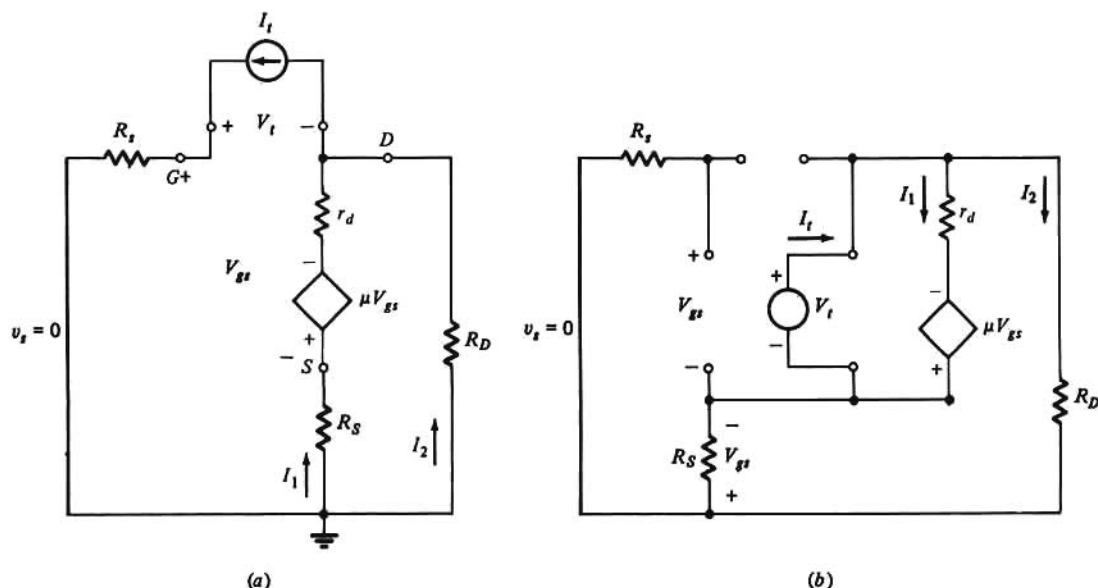 I_t
+ V_t −
R_s
G+
D
r_d
V_gs
−
μV_gs
+
v_s = 0
−
S
R_D
R_S
I_1
I_2
(a)
R_s
I_1
r_d
I_2
I_t
+
+
−
V_gs
V_t
μV_gs
v_s = 0
−
−
+
R_D
−
R_S V_gs
+
(b)